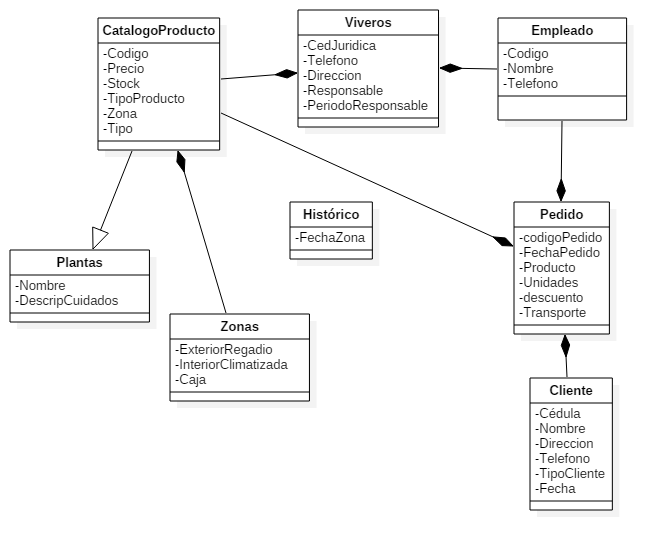 CatalogoProducto
-Codigo
-Precio
-Stock
-TipoProducto
-Zona
-Tipo
Viveros
-CedJuridica
-Telefono
-Direccion
-Responsable
-PeriodoResponsable
Empleado
-Codigo
-Nombre
-Telefono
Histórico
-FechaZona
Pedido
-codigoPedido
-FechaPedido
-Producto
-Unidades
-descuento
-Transporte
Plantas
-Nombre
-DescripCuidados
Zonas
-ExteriorRegadio
-InteriorClimatizada
-Caja
Cliente
-Cédula
-Nombre
-Direccion
-Telefono
-TipoCliente
-Fecha